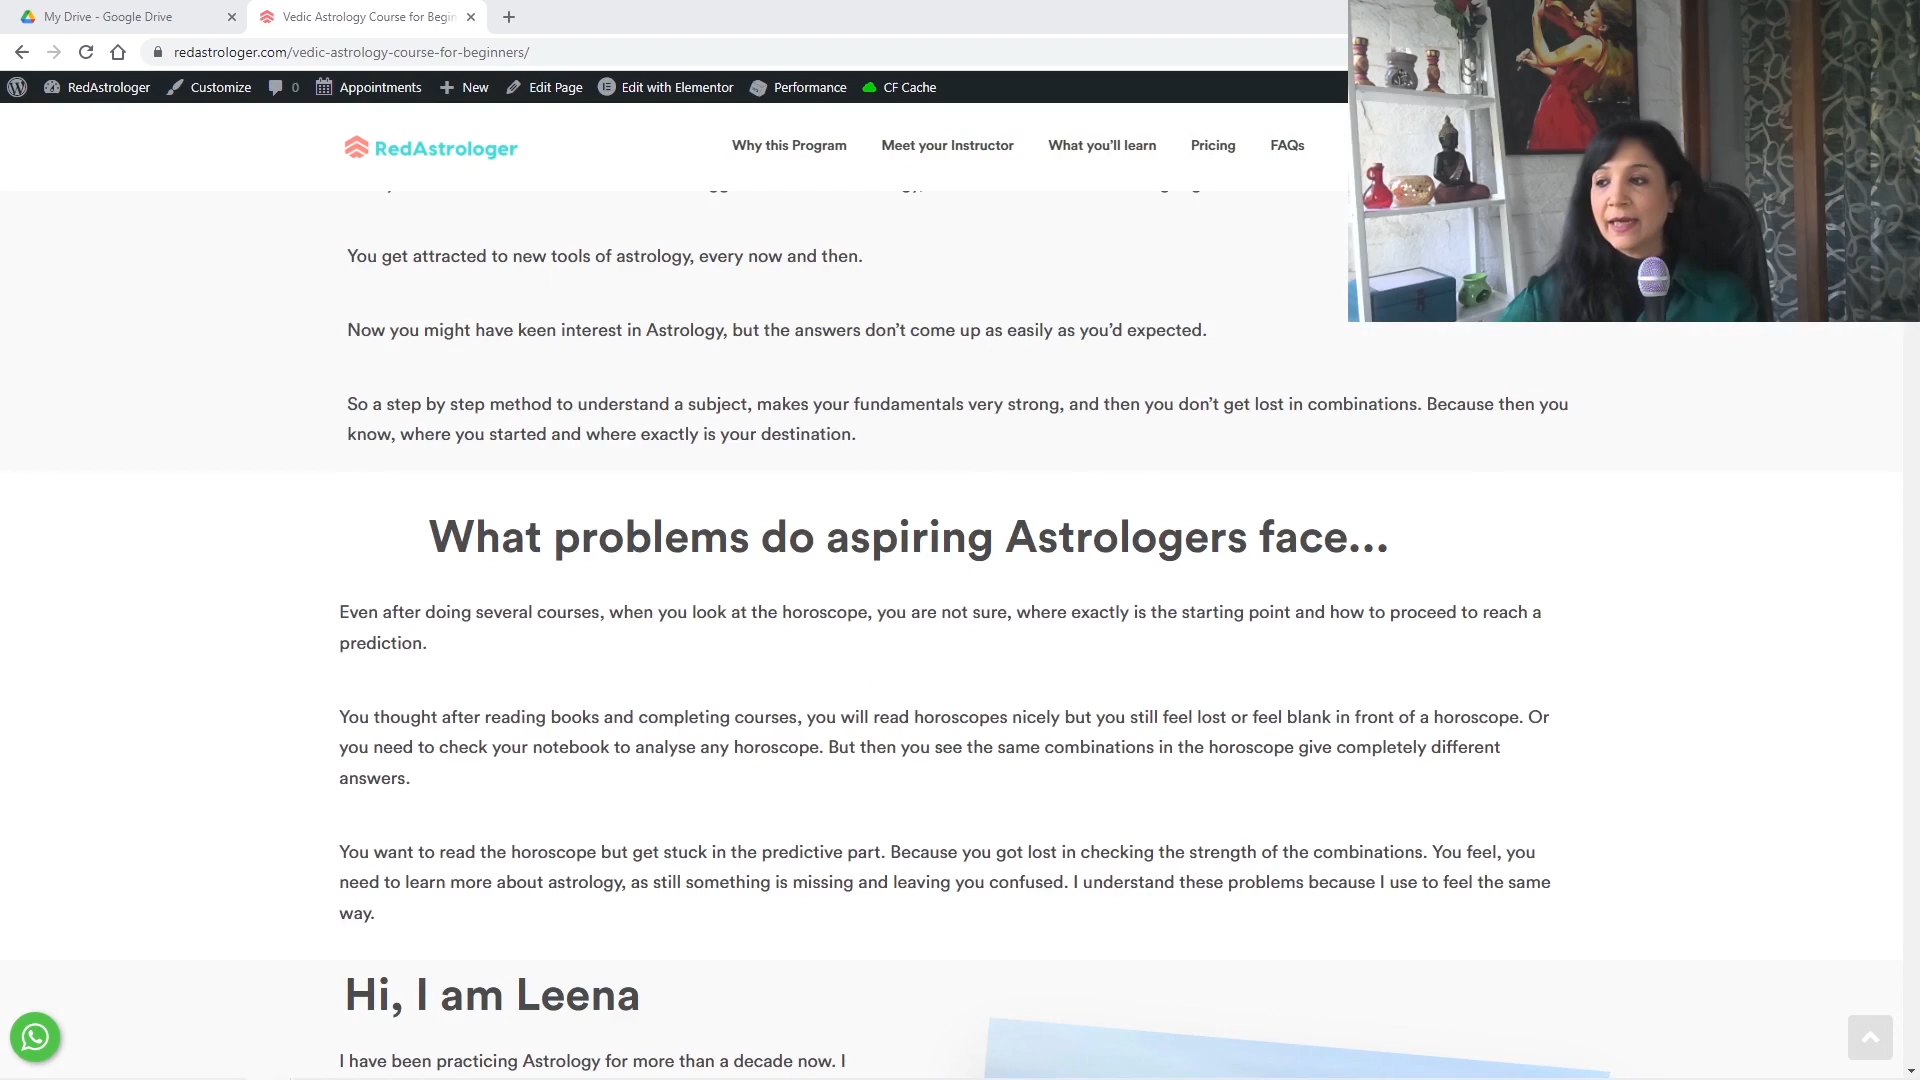 My Drive - Google Drive
Vedic Astrology Course for Begin
redastrologer.com/vedic-astrology-course-for-beginners/
RedAstrologer
Customize
0
Appointments
New
Edit Page
Edit with Elementor
Performance
CF Cache
RedAstrologer
Why this Program
Meet your Instructor
What you'll learn
Pricing
FAQs
You get attracted to new tools of astrology, every now and then.
Now you might have keen interest in Astrology, but the answers don't come up as easily as you'd expected.
So a step by step method to understand a subject, makes your fundamentals very strong, and then you don't get lost in combinations. Because then you
know, where you started and where exactly is your destination.
What problems do aspiring Astrologers face...
Even after doing several courses, when you look at the horoscope, you are not sure, where exactly is the starting point and how to proceed to reach a
prediction.
You thought after reading books and completing courses, you will read horoscopes nicely but you still feel lost or feel blank in front of a horoscope. Or
you need to check your notebook to analyse any horoscope. But then you see the same combinations in the horoscope give completely different
answers.
You want to read the horoscope but get stuck in the predictive part. Because you got lost in checking the strength of the combinations. You feel, you
need to learn more about astrology, as still something is missing and leaving you confused. I understand these problems because I use to feel the same
way.
Hi, I am Leena
I have been practicing Astrology for more than a decade now. I